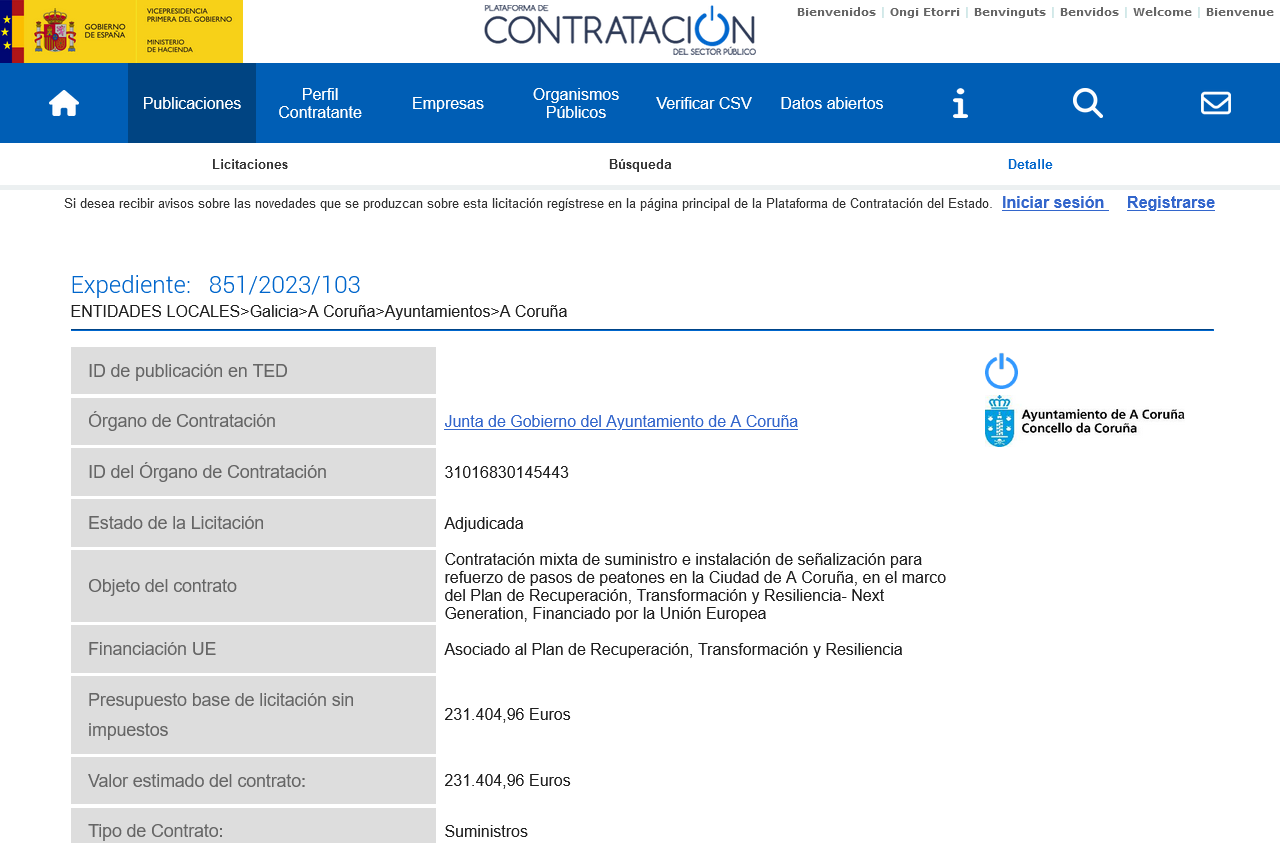 GOBIERNO
DE ESPAÑA
VICEPRESIDENCIA
PRIMERA DEL GOBIERNO
MINISTERIO
DE HACIENDA
PLATAFORMA DE
CONTRATACIÓN
DEL SECTOR PÚBLICO
Bienvenidos | Ongi Etorri | Benvinguts | Benvidos | Welcome | Bienvenue
Publicaciones
Perfil
Contratante
Empresas
Organismos
Públicos
Verificar CSV
Datos abiertos
Licitaciones
Búsqueda
Detalle
Si desea recibir avisos sobre las novedades que se produzcan sobre esta licitación regístrese en la página principal de la Plataforma de Contratación del Estado. Iniciar sesión Registrarse
Expediente: 851/2023/103
ENTIDADES LOCALES>Galicia>A Coruña>Ayuntamientos>A Coruña
ID de publicación en TED
Ayuntamiento de A Coruña
Concello da Coruña
Órgano de Contratación
Junta de Gobierno del Ayuntamiento de A Coruña
ID del Órgano de Contratación
31016830145443
Estado de la Licitación
Adjudicada
Objeto del contrato
Contratación mixta de suministro e instalación de señalización para
refuerzo de pasos de peatones en la Ciudad de A Coruña, en el marco
del Plan de Recuperación, Transformación y Resiliencia- Next
Generation, Financiado por la Unión Europea
Financiación UE
Asociado al Plan de Recuperación, Transformación y Resiliencia
Presupuesto base de licitación sin
impuestos
231.404,96 Euros
Valor estimado del contrato:
231.404,96 Euros
Tipo de Contrato:
Suministros